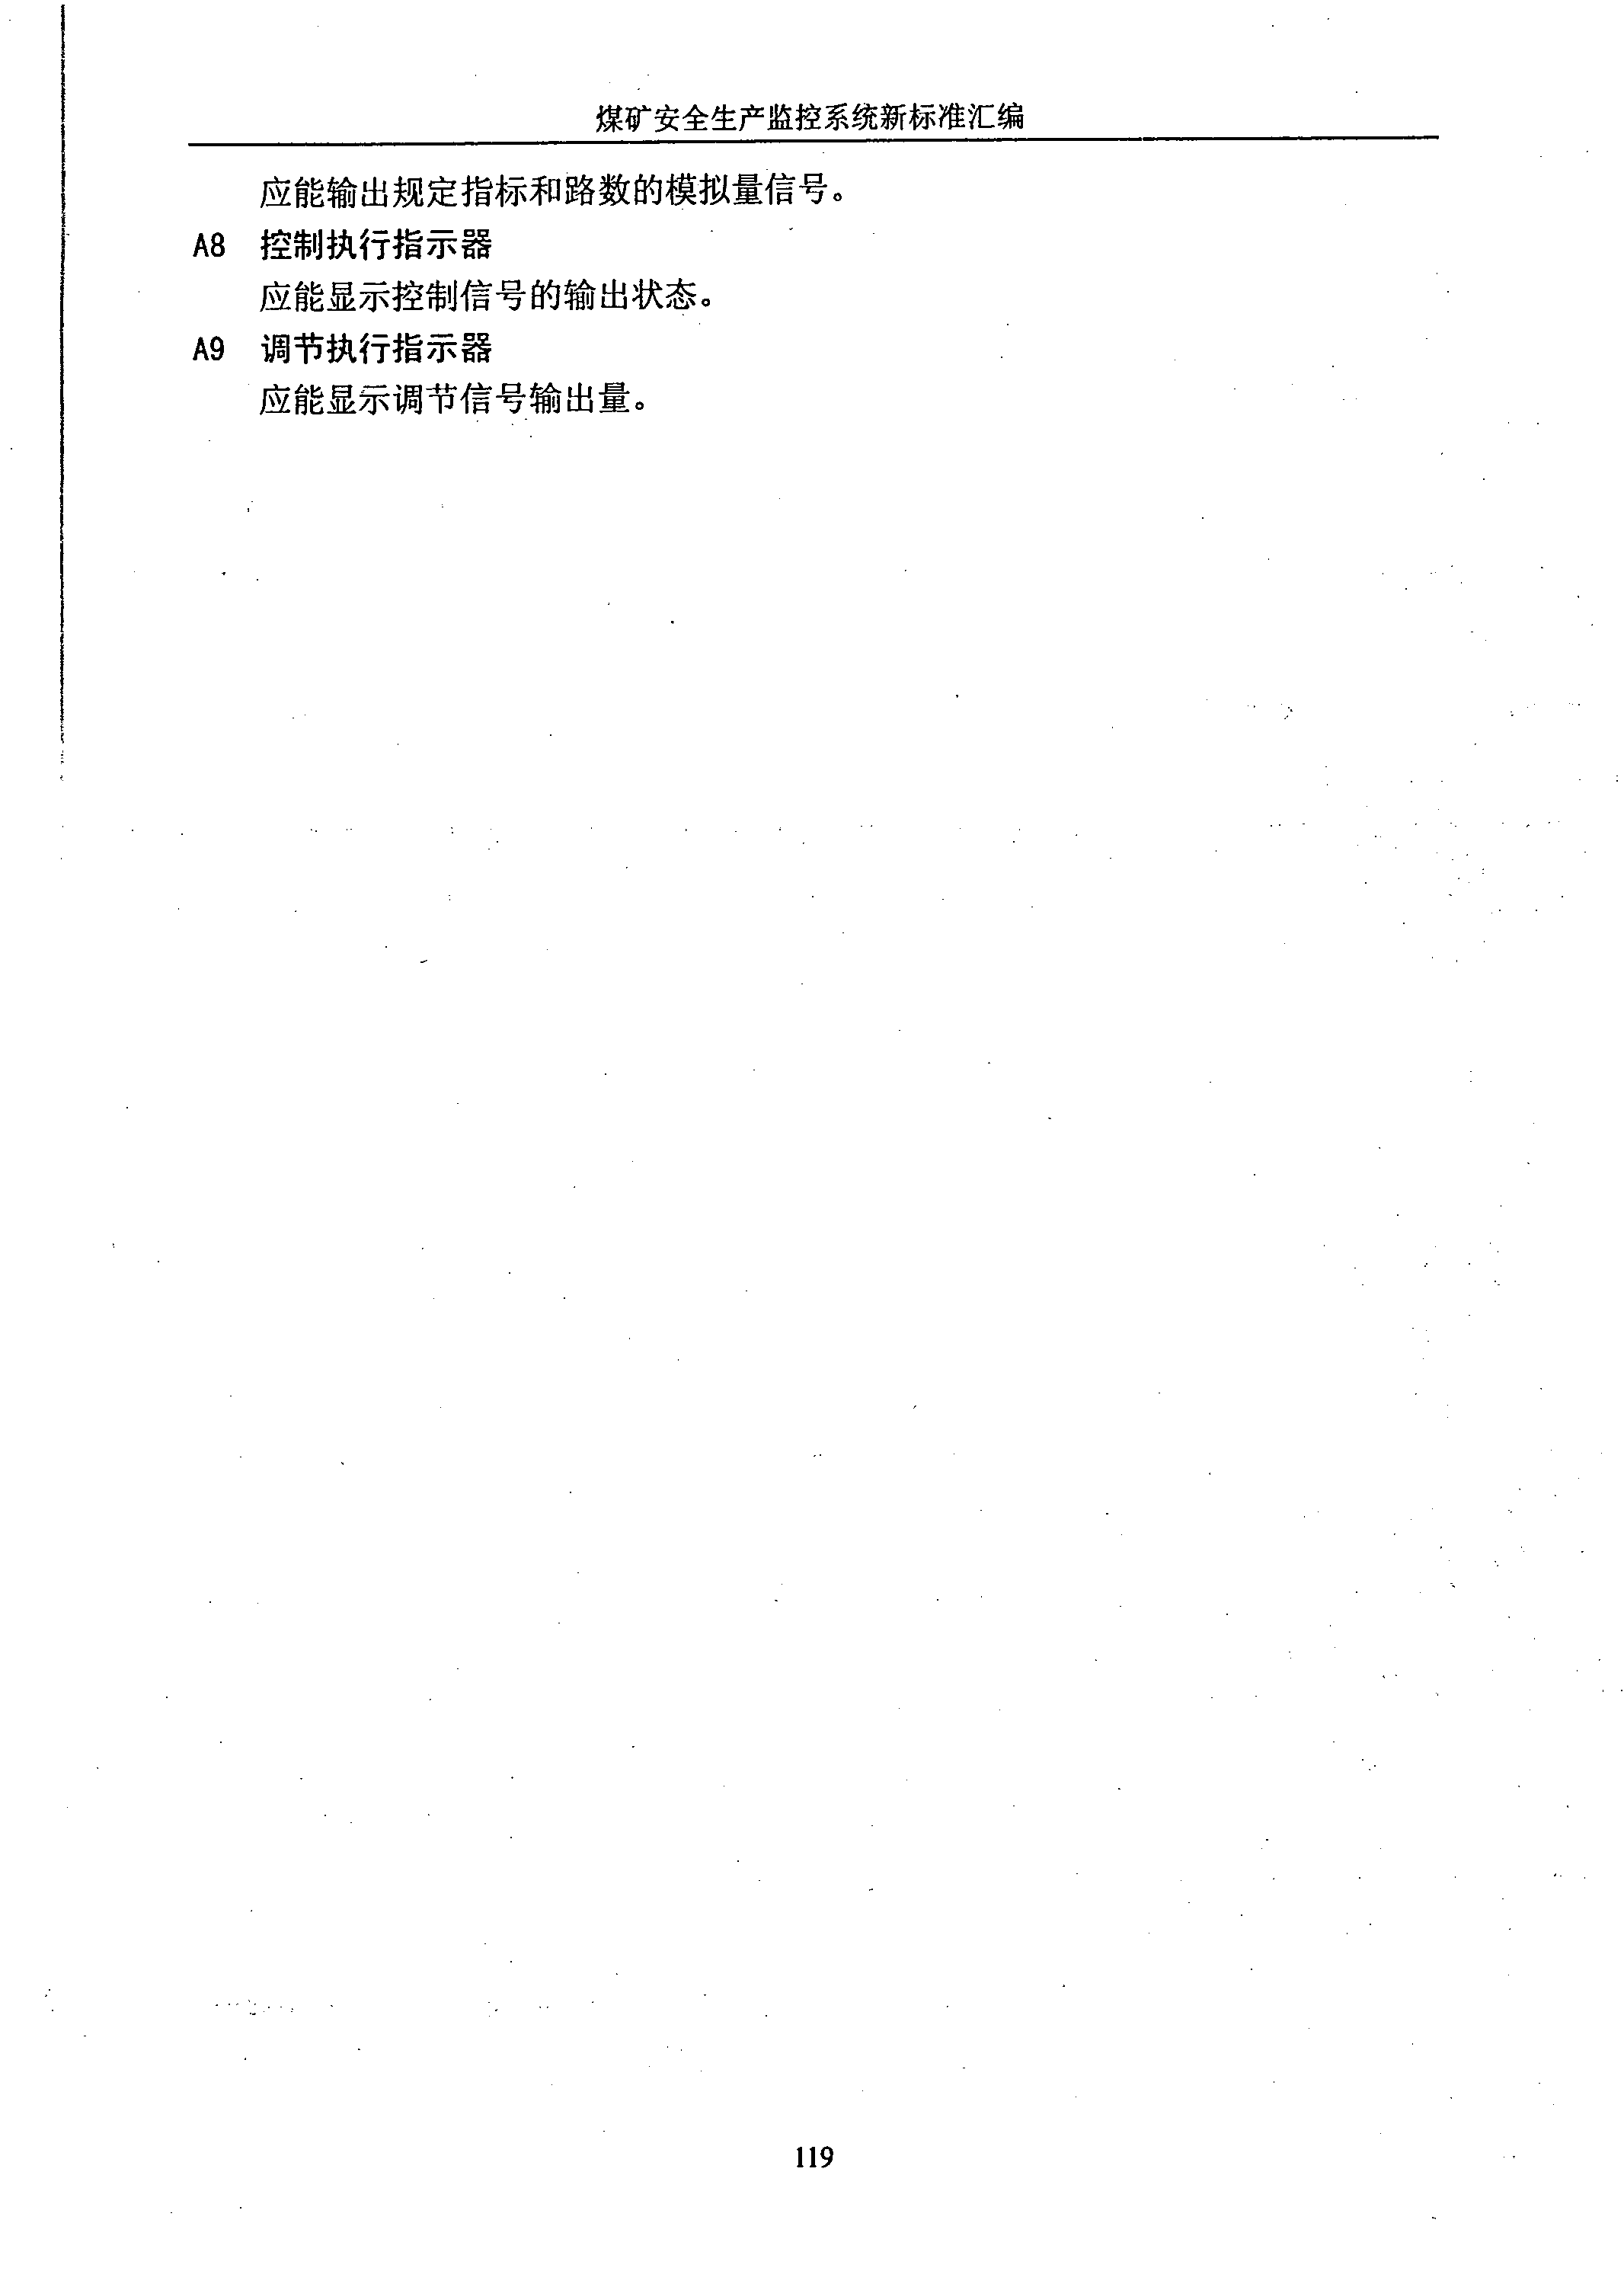 煤矿安全生产监控系统新标准汇编
应能输出规定指标和路数的模拟量信号。
A8 控制执行指示器
应能显示控制信号的输出状态。
A9 调节执行指示器
应能显示调节信号输出量。
119